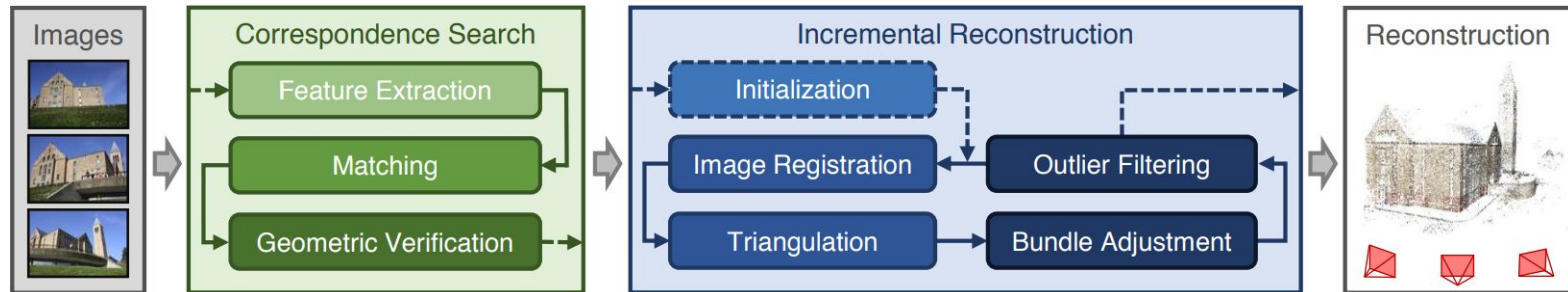 Images
Correspondence Search
Feature Extraction
Matching
Geometric Verification
Incremental Reconstruction
Initialization
Image Registration
Triangulation
Outlier Filtering
Bundle Adjustment
Reconstruction